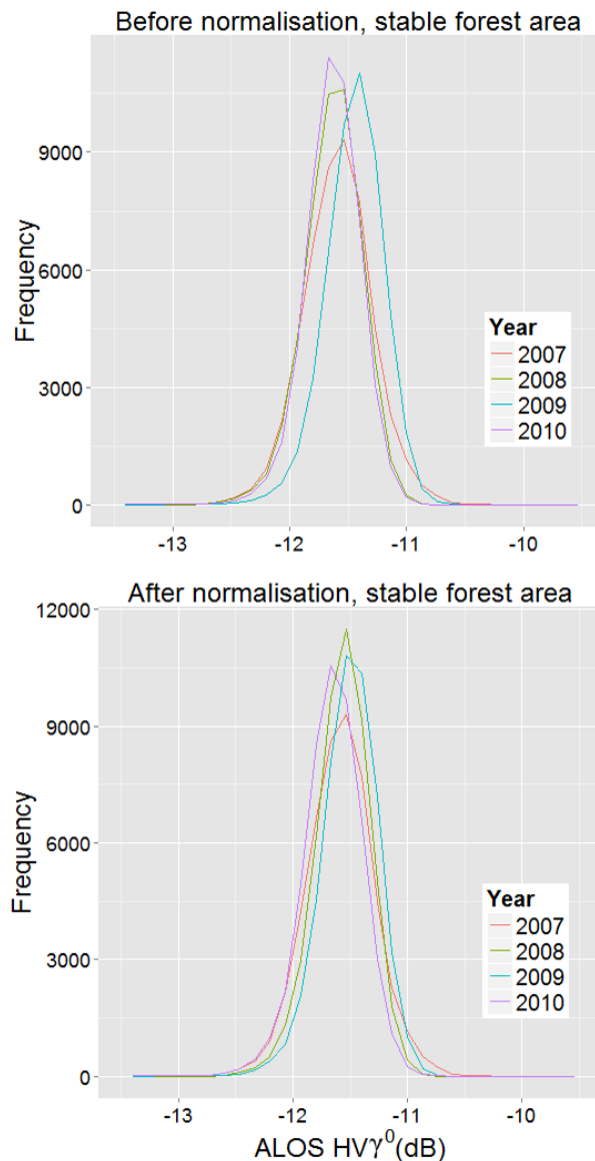 Before normalisation, stable forest area
Frequency
9000
6000
3000
0
Year
2007
2008
2009
2010
-13 -12 -11 -10
After normalisation, stable forest area
Frequency
12000
9000
6000
3000
0
Year
2007
2008
2009
2010
-13 -12 -11 -10
ALOS HVγ⁰(dB)